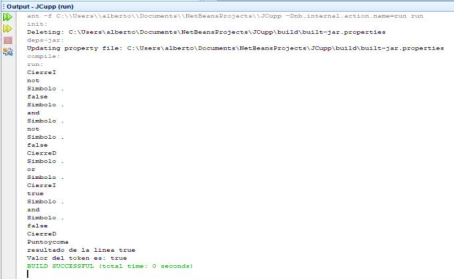 Output - JCupp (run)
ant -f C:\\Users\\alberto\\Documents\\NetBeansProjects\\JCupp -Dnb.internal.action.name=run run
init:
Deleting: C:\Users\alberto\Documents\NetBeansProjects\JCupp\build\built-jar.properties
deps-jar:
Updating property file: C:\Users\alberto\Documents\NetBeansProjects\JCupp\build\built-jar.properties
compile:
run:
CierreI
not
Simbolo .
false
Simbolo .
and
Simbolo .
not
Simbolo .
false
CierreD
Simbolo .
or
Simbolo .
CierreI
true
Simbolo .
and
Simbolo .
false
CierreD
Puntoycoma
resultado de la linea true
Valor del token es: true
BUILD SUCCESSFUL (total time: 0 seconds)